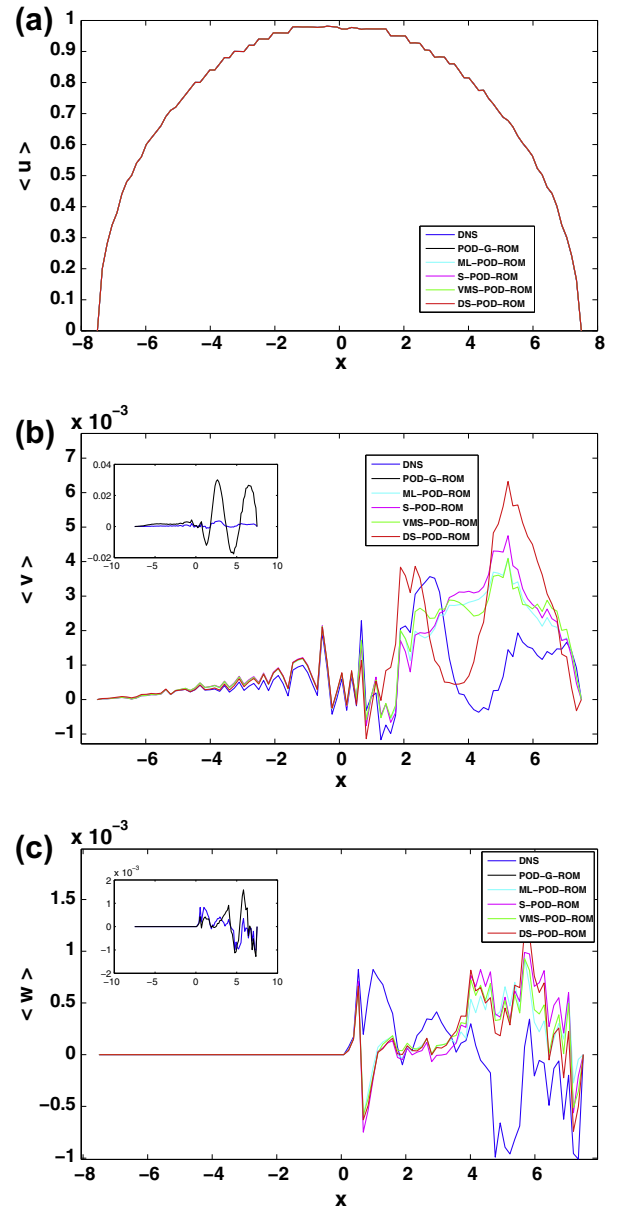 (a)
1
0.9
0.8
0.7
0.6
0.5
0.4
0.3
0.2
0.1
0
< u >
DNS
POD-G-ROM
ML-POD-ROM
S-POD-ROM
VMS-POD-ROM
DS-POD-ROM
−8 −6 −4 −2 0 2 4 6 8
x
(b)
x 10⁻³
7
6
5
4
3
2
1
0
−1
< v >
0.04
0.02
0
−0.02
−10 −5 0 5 10
DNS
POD-G-ROM
ML-POD-ROM
S-POD-ROM
VMS-POD-ROM
DS-POD-ROM
−6 −4 −2 0 2 4 6
x
(c)
x 10⁻³
1.5
1
0.5
0
−0.5
−1
< w >
x 10⁻³
2
1
0
−1
−2
−10 −5 0 5 10
DNS
POD-G-ROM
ML-POD-ROM
S-POD-ROM
VMS-POD-ROM
DS-POD-ROM
−8 −6 −4 −2 0 2 4 6
x